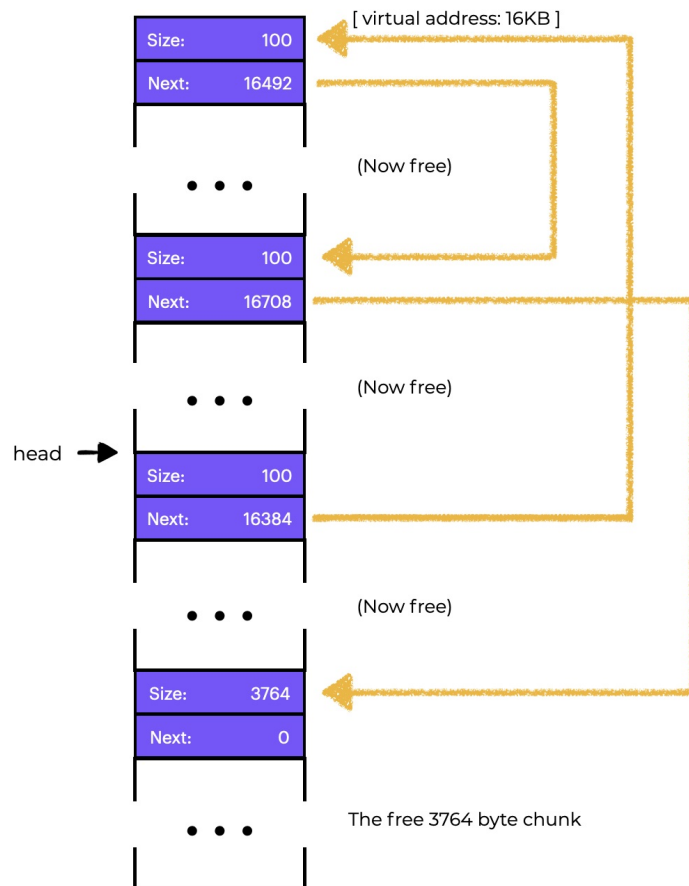 [ virtual address: 16KB ]
Size: 100
Next: 16492
(Now free)
Size: 100
Next: 16708
(Now free)
head
Size: 100
Next: 16384
(Now free)
Size: 3764
Next: 0
The free 3764 byte chunk